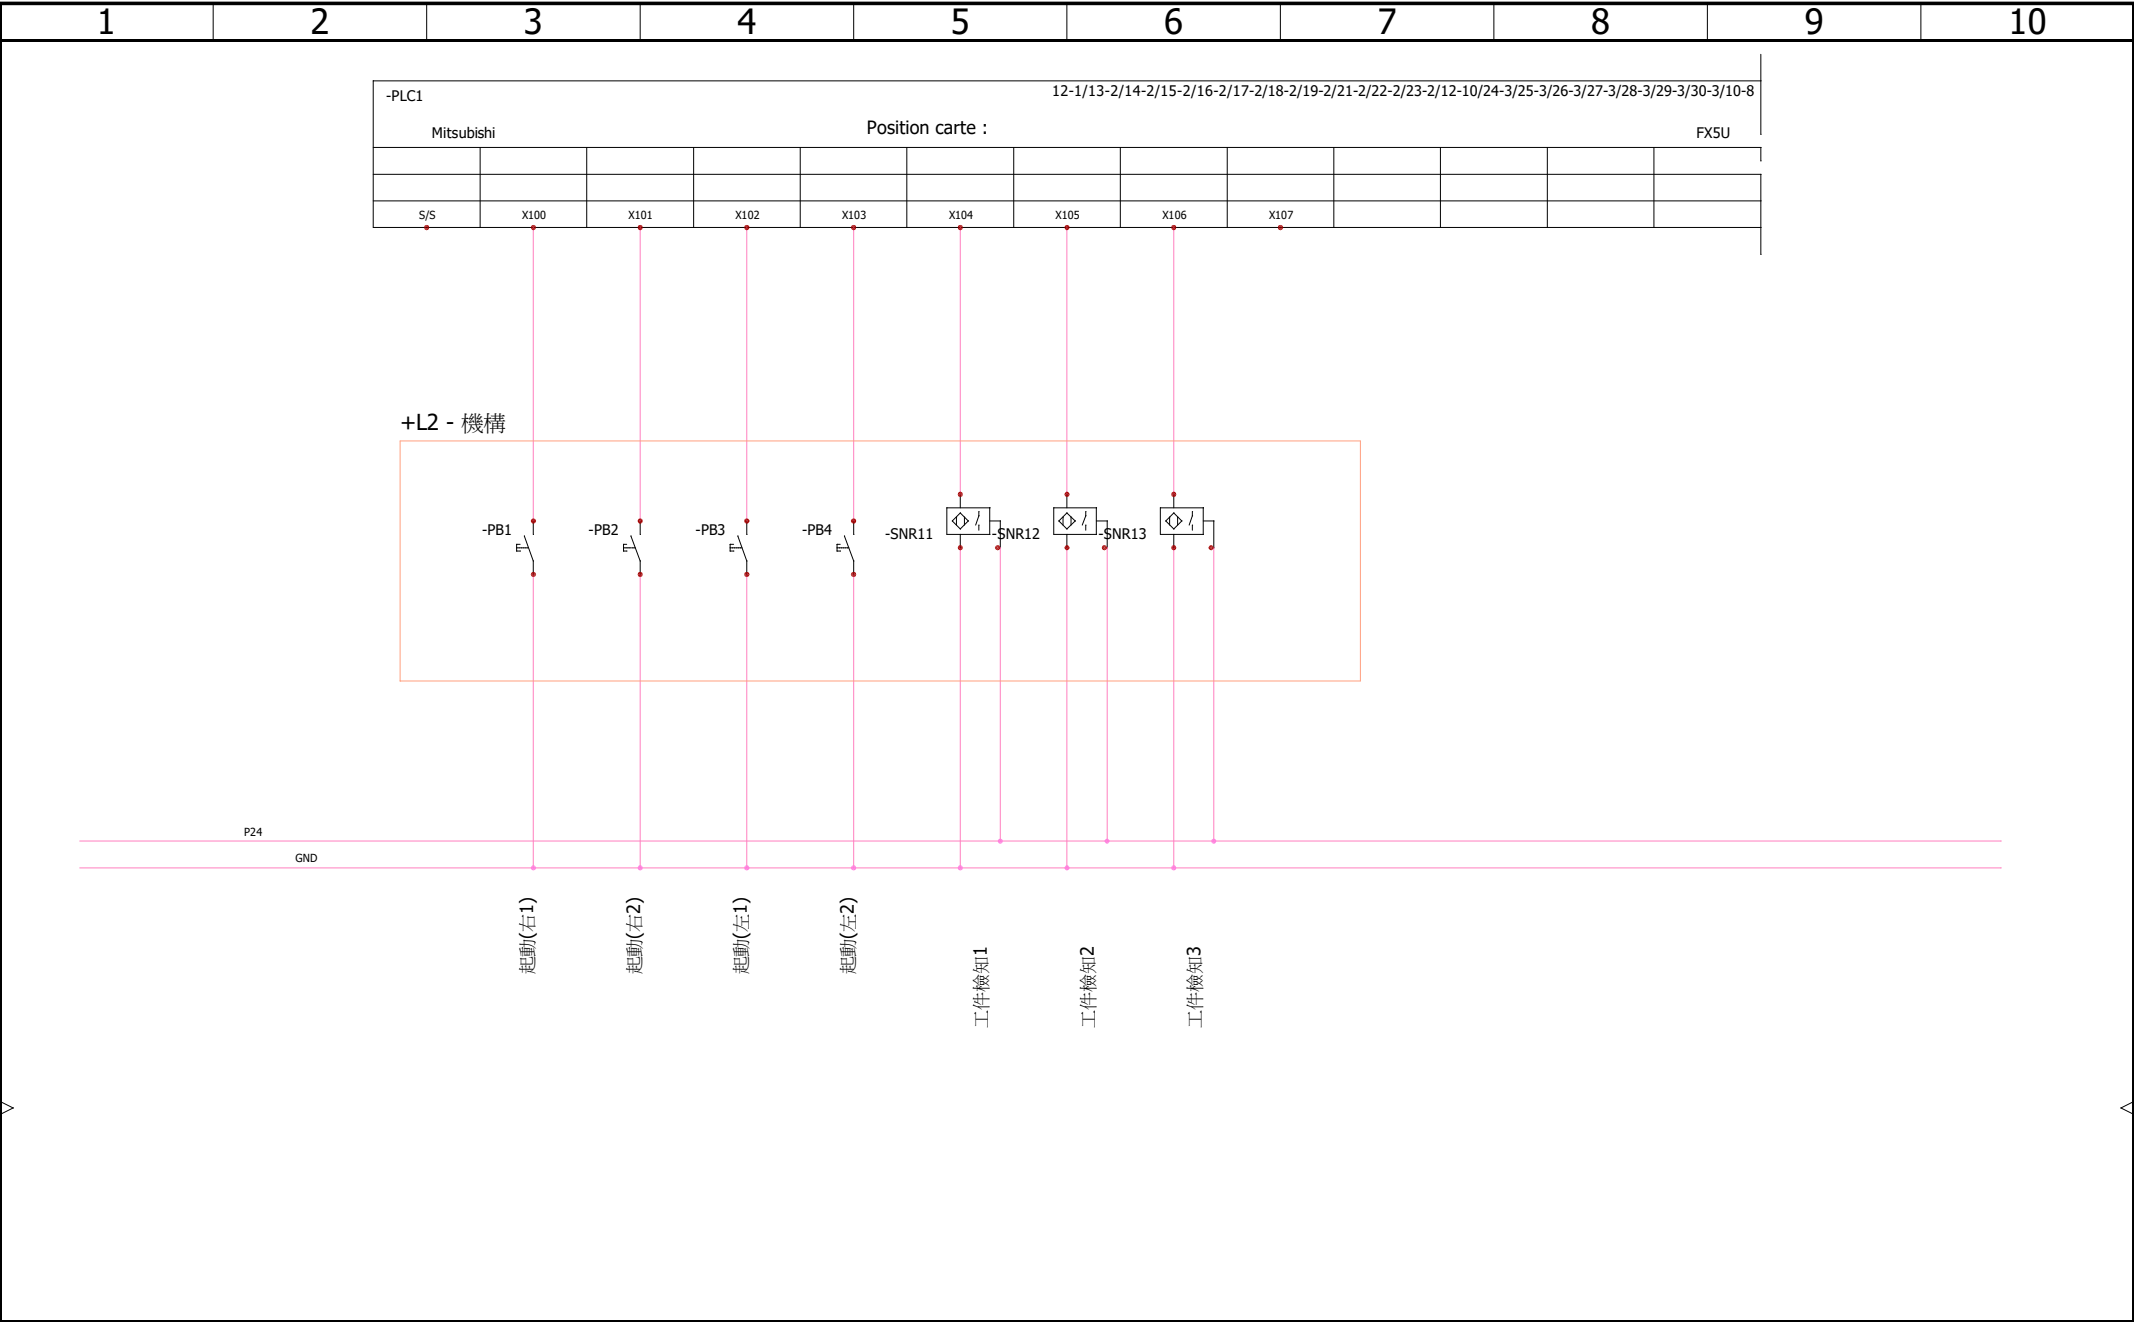 1 2 3 4 5 6 7 8 9 10
-PLC1 12-1/13-2/14-2/15-2/16-2/17-2/18-2/19-2/21-2/22-2/23-2/12-10/24-3/25-3/26-3/27-3/28-3/29-3/30-3/10-8
Mitsubishi Position carte : FX5U
S/S X100 X101 X102 X103 X104 X105 X106 X107
+L2 - 機構
-PB1 -PB2 -PB3 -PB4 -SNR11 -SNR12 -SNR13
P24
GND
起動(右1)
起動(右2)
起動(左1)
起動(左2)
工件檢知1
工件檢知2
工件檢知3